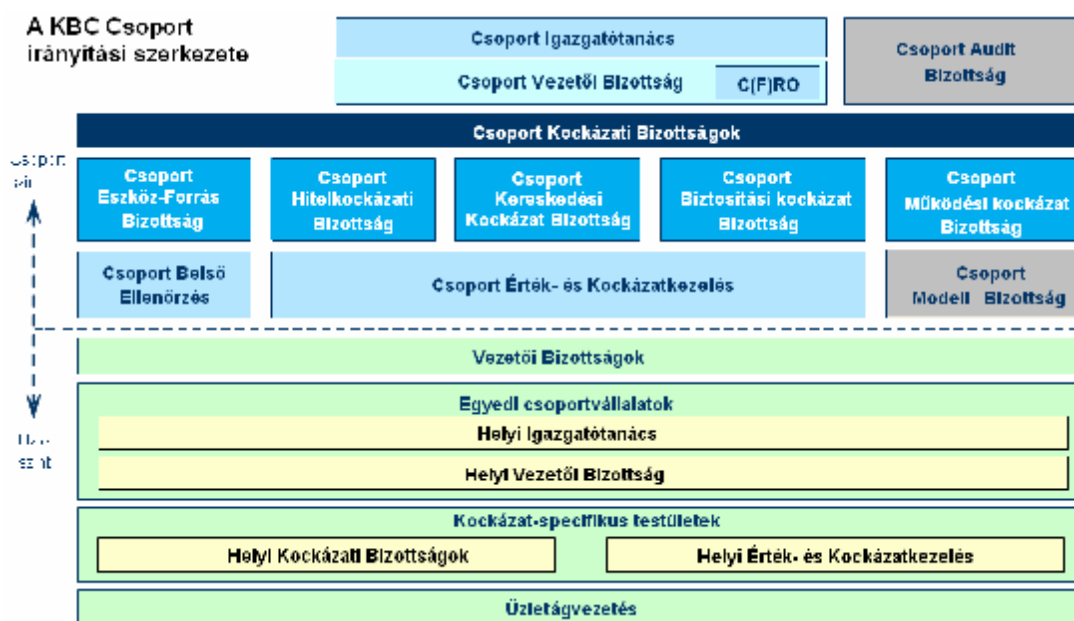 A KBC Csoport
irányítási szerkezete
Csoport Igazgatótanács
Csoport Vezetői Bizottság
C(F)RO
Csoport Audit
Bizottság
Csoport Kockázati Bizottságok
Csoport
Csoport
Eszköz-Forrás
Bizottság
Csoport
Hitelkockázati
Bizottság
Csoport
Kereskedési
Kockázat Bizottság
Csoport
Biztosítási kockázat
Bizottság
Csoport
Működési kockázat
Bizottság
Csoport Belső
Ellenőrzés
Csoport Érték- és Kockázatkezelés
Csoport
Modell Bizottság
Vezetői Bizottságok
Egyedi csoportvállalatok
Helyi Igazgatótanács
Helyi Vezetői Bizottság
Kockázat-specifikus testületek
Helyi Kockázati Bizottságok
Helyi Érték- és Kockázatkezelés
Üzletágvezetés